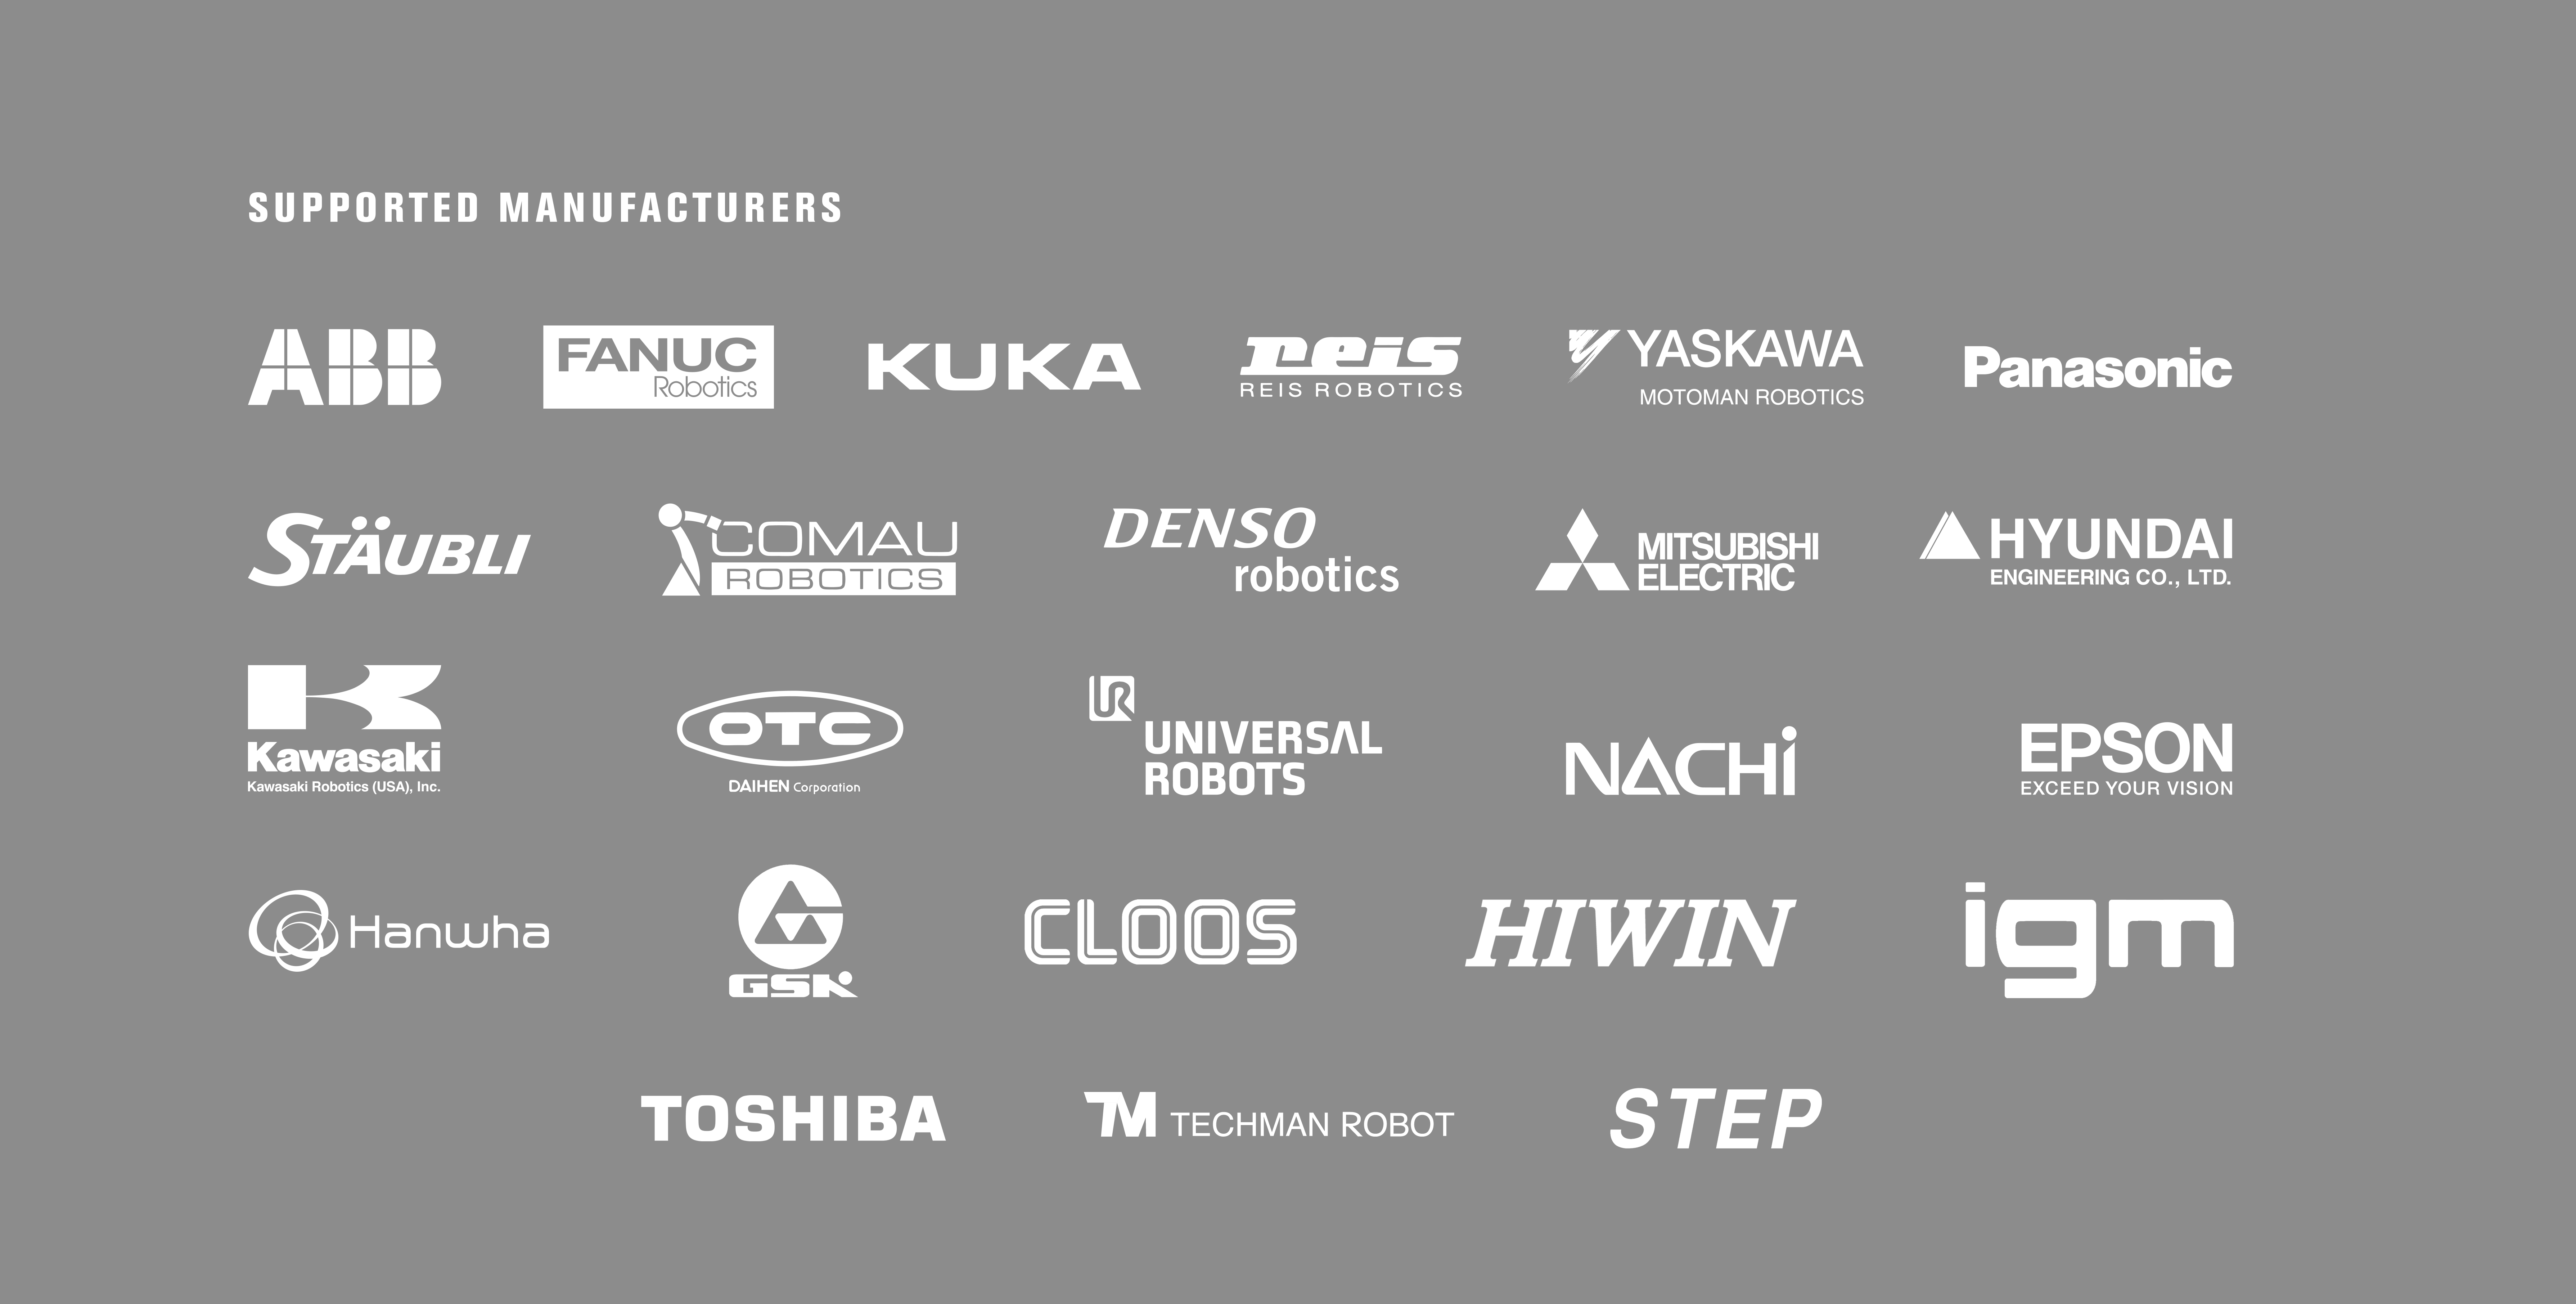 SUPPORTED MANUFACTURERS
ABB
FANUC
Robotics
KUKA
reis
REIS ROBOTICS
YASKAWA
MOTOMAN ROBOTICS
Panasonic
STÄUBLI
COMAU
ROBOTICS
DENSO
robotics
MITSUBISHI
ELECTRIC
HYUNDAI
ENGINEERING CO., LTD.
Kawasaki
Kawasaki Robotics (USA), Inc.
OTC
DAIHEN Corporation
UR
UNIVERSAL
ROBOTS
NACHi
EPSON
EXCEED YOUR VISION
Hanwha
GSK
CLOOS
HIWIN
igm
TOSHIBA
TM TECHMAN ROBOT
STEP